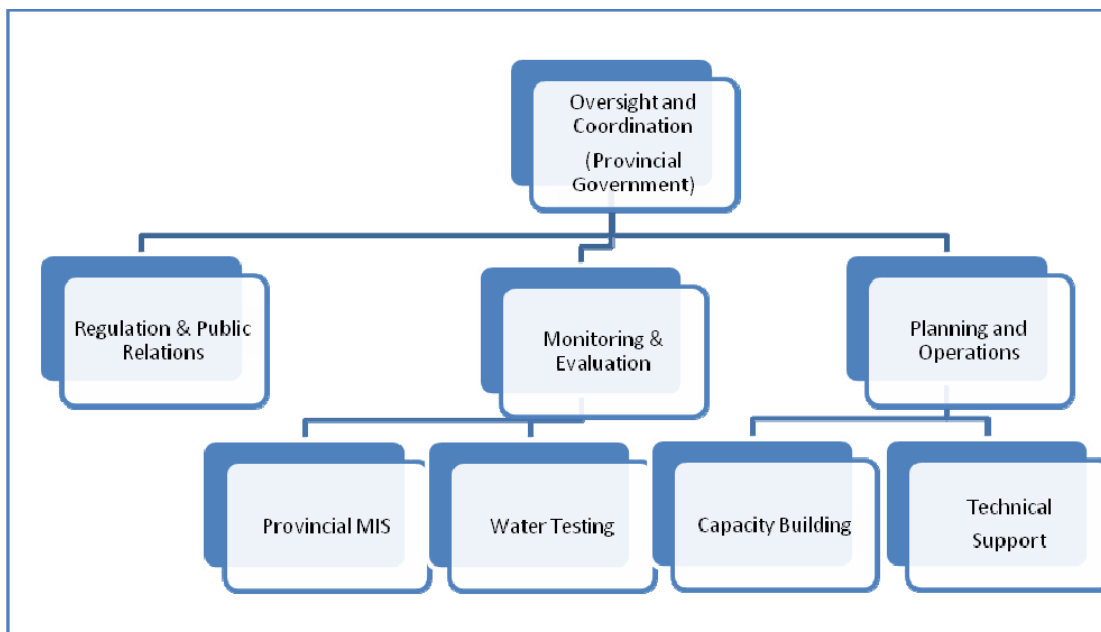 Oversight and
Coordination
(Provincial
Government)
Regulation & Public
Relations
Monitoring &
Evaluation
Planning and
Operations
Provincial MIS
Water Testing
Capacity Building
Technical
Support